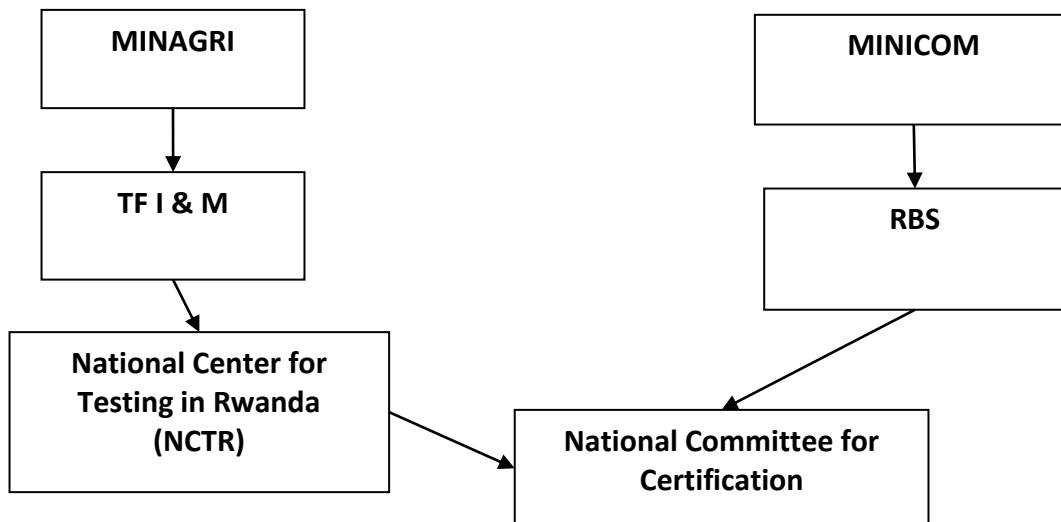 MINAGRI
MINICOM
TF I & M
RBS
National Center for
Testing in Rwanda
(NCTR)
National Committee for
Certification